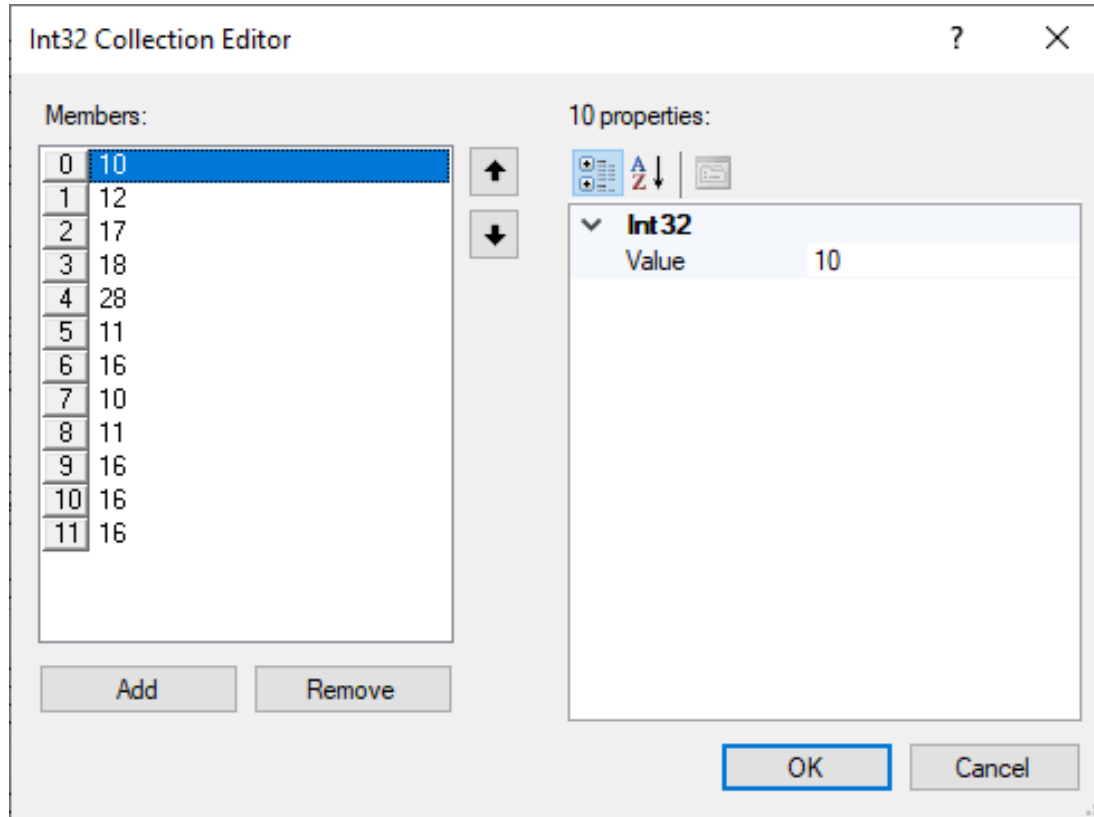 Int32 Collection Editor
?
Members:
0 10
1 12
2 17
3 18
4 28
5 11
6 16
7 10
8 11
9 16
10 16
11 16
Add Remove
10 properties:
A
Z
Int32
Value 10
OK Cancel